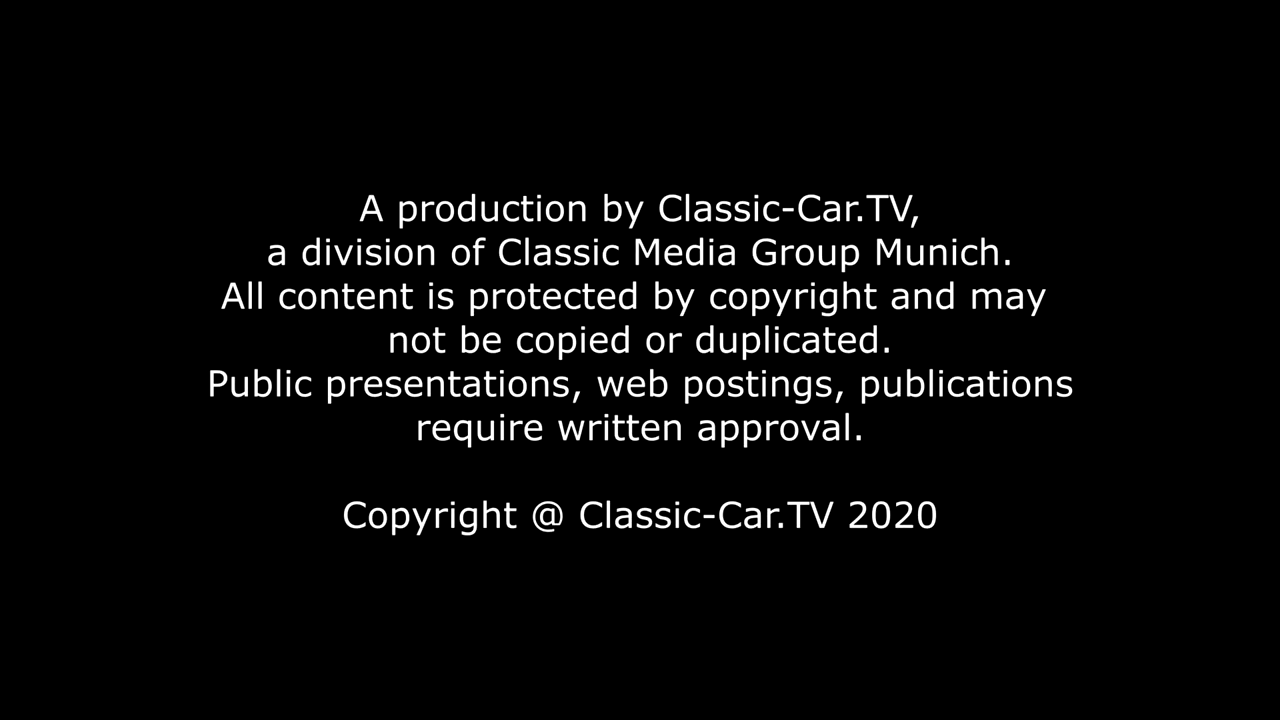 A production by Classic-Car.TV,
a division of Classic Media Group Munich.
All content is protected by copyright and may
not be copied or duplicated.
Public presentations, web postings, publications
require written approval.
Copyright @ Classic-Car.TV 2020